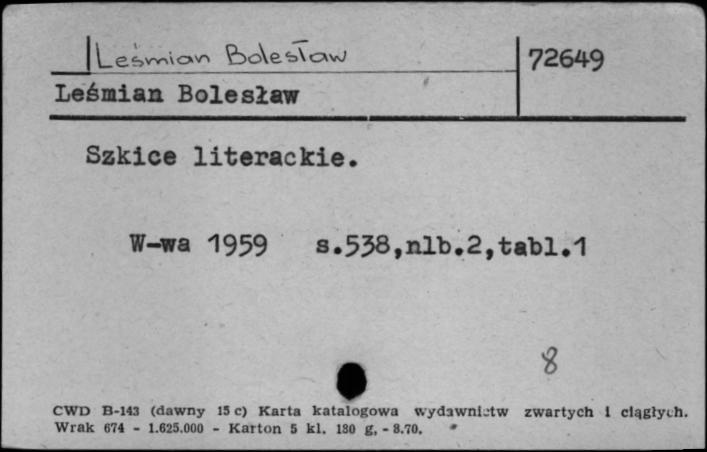 Leśmian Bolesław
72649
Leśmian Bolesław
Szkice literackie.
W-wa 1959 s.538,nlb.2,tabl.1
8
CWD B-143 (dawny 15 c) Karta katalogowa wydawnictw zwartych i ciągłych.
Wrak 674 - 1.625.000 - Karton 5 kl. 180 g. - 8.70.